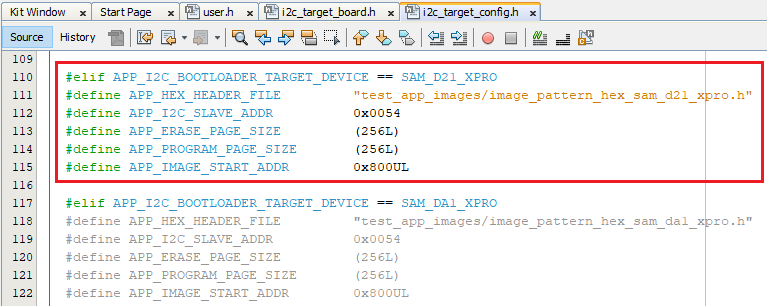 Kit Window Start Page user.h i2c_target_board.h i2c_target_config.h
Source History
109
110 #elif APP_I2C_BOOTLOADER_TARGET_DEVICE == SAM_D21_XPRO
111 #define APP_HEX_HEADER_FILE "test_app_images/image_pattern_hex_sam_d21_xpro.h"
112 #define APP_I2C_SLAVE_ADDR 0x0054
113 #define APP_ERASE_PAGE_SIZE (256L)
114 #define APP_PROGRAM_PAGE_SIZE (256L)
115 #define APP_IMAGE_START_ADDR 0x800UL
116
117 #elif APP_I2C_BOOTLOADER_TARGET_DEVICE == SAM_DA1_XPRO
118 #define APP_HEX_HEADER_FILE "test_app_images/image_pattern_hex_sam_da1_xpro.h"
119 #define APP_I2C_SLAVE_ADDR 0x0054
120 #define APP_ERASE_PAGE_SIZE (256L)
121 #define APP_PROGRAM_PAGE_SIZE (256L)
122 #define APP_IMAGE_START_ADDR 0x800UL